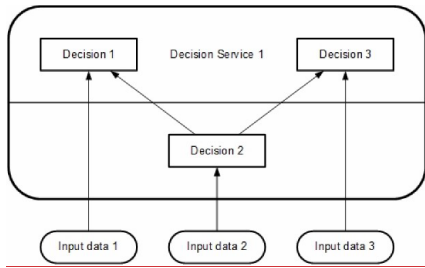 Decision 1
Decision Service 1
Decision 3
Decision 2
Input data 1
Input data 2
Input data 3